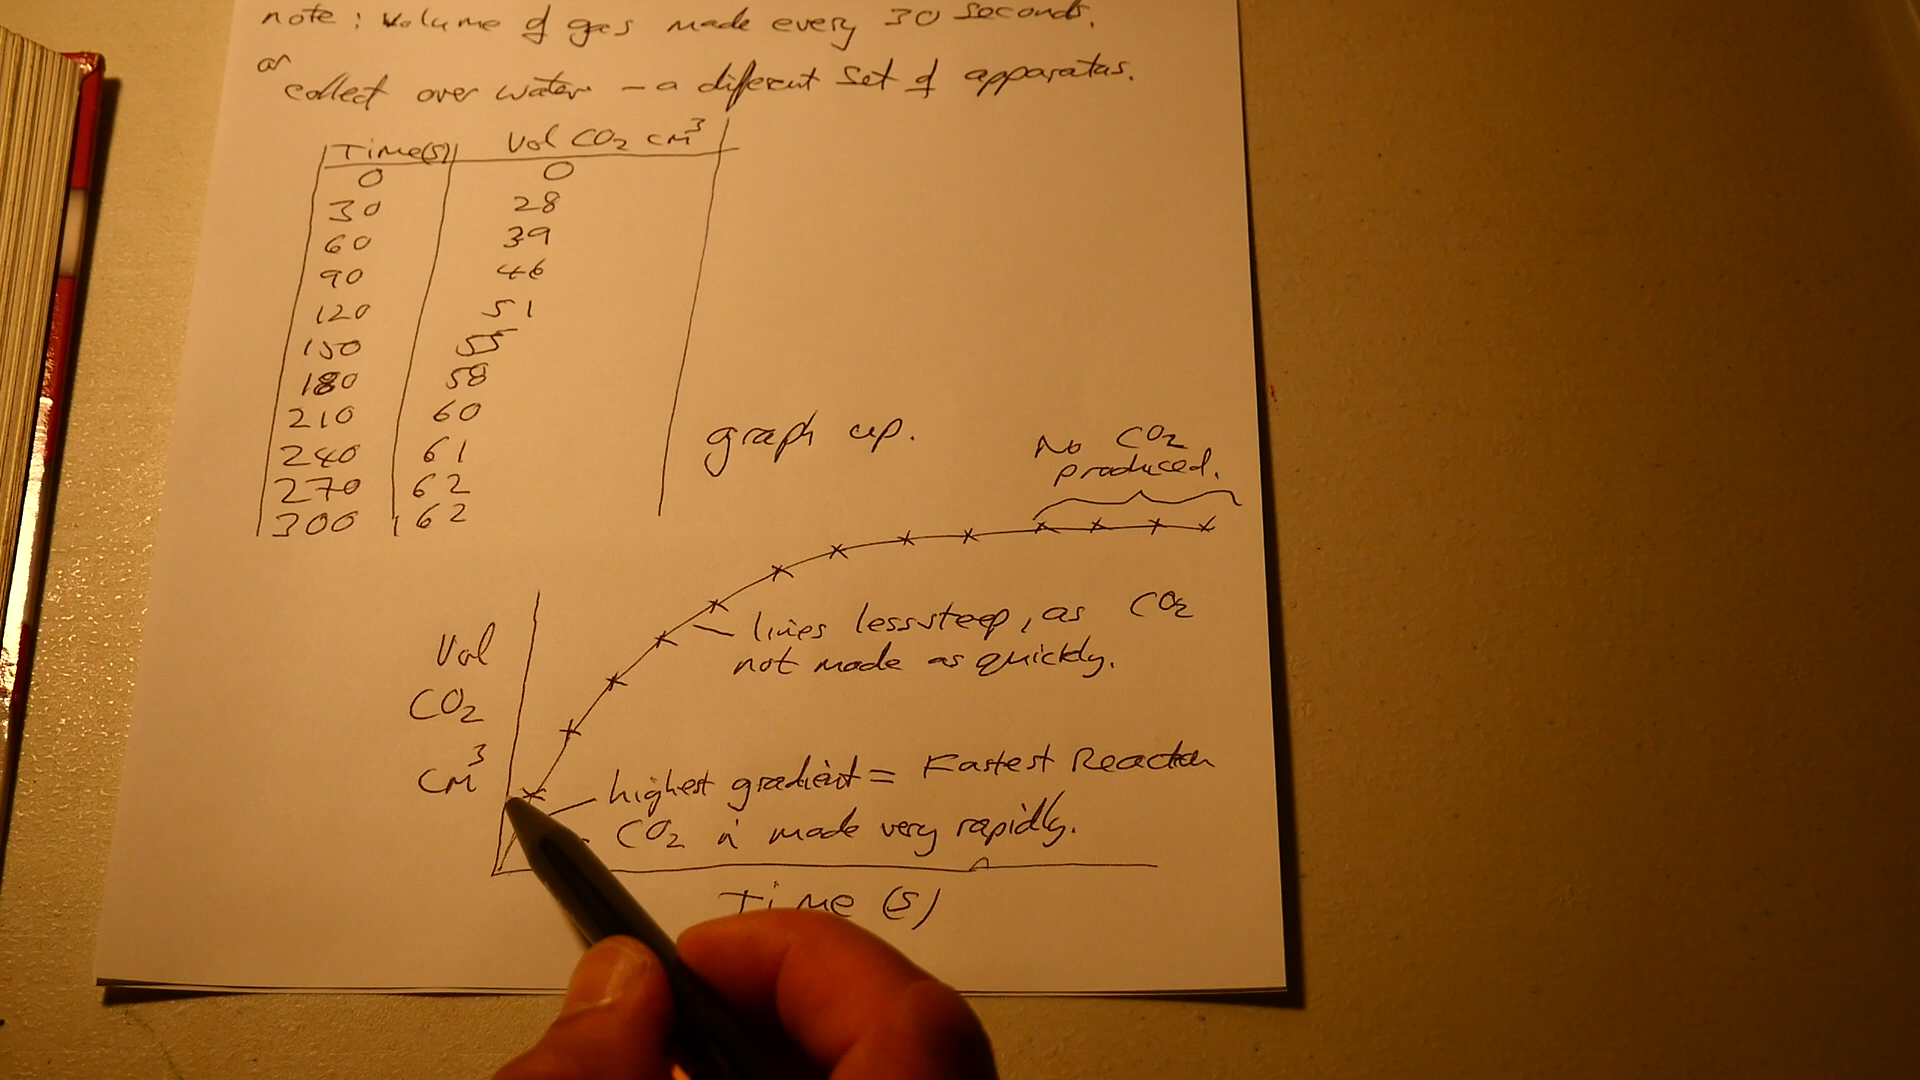 note: Volume of gas made every 30 seconds.
or
collect over water - a different set of apparatus.
Time(s) Vol CO2 cm3
0 0
30 28
60 39
90 46
120 51
150 55
180 58
210 60
240 61
270 62
300 62
graph up.
No CO2
produced.
lines less steep, as CO2
not made as quickly.
Vol
CO2
cm3
highest gradient = Fastest Reaction
CO2 is made very rapidly.
Time (s)